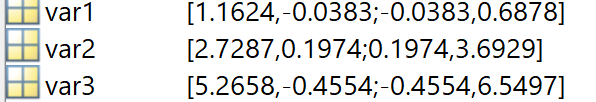 var1 [1.1624,-0.0383;-0.0383,0.6878]
var2 [2.7287,0.1974;0.1974,3.6929]
var3 [5.2658,-0.4554;-0.4554,6.5497]